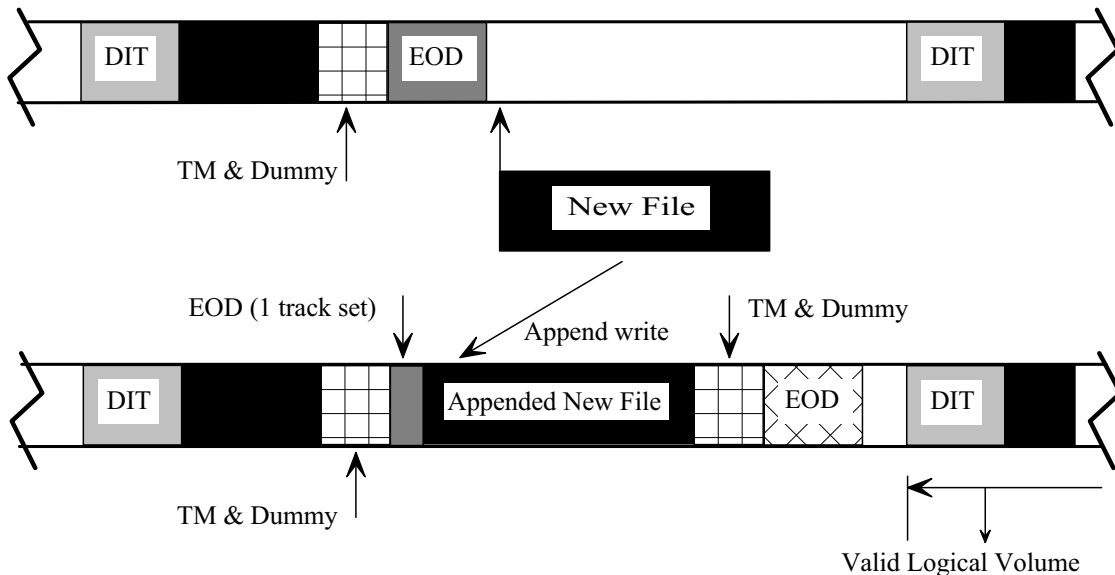 DIT
EOD
DIT
TM & Dummy
New File
EOD (1 track set)
Append write
TM & Dummy
DIT
Appended New File
EOD
DIT
TM & Dummy
Valid Logical Volume